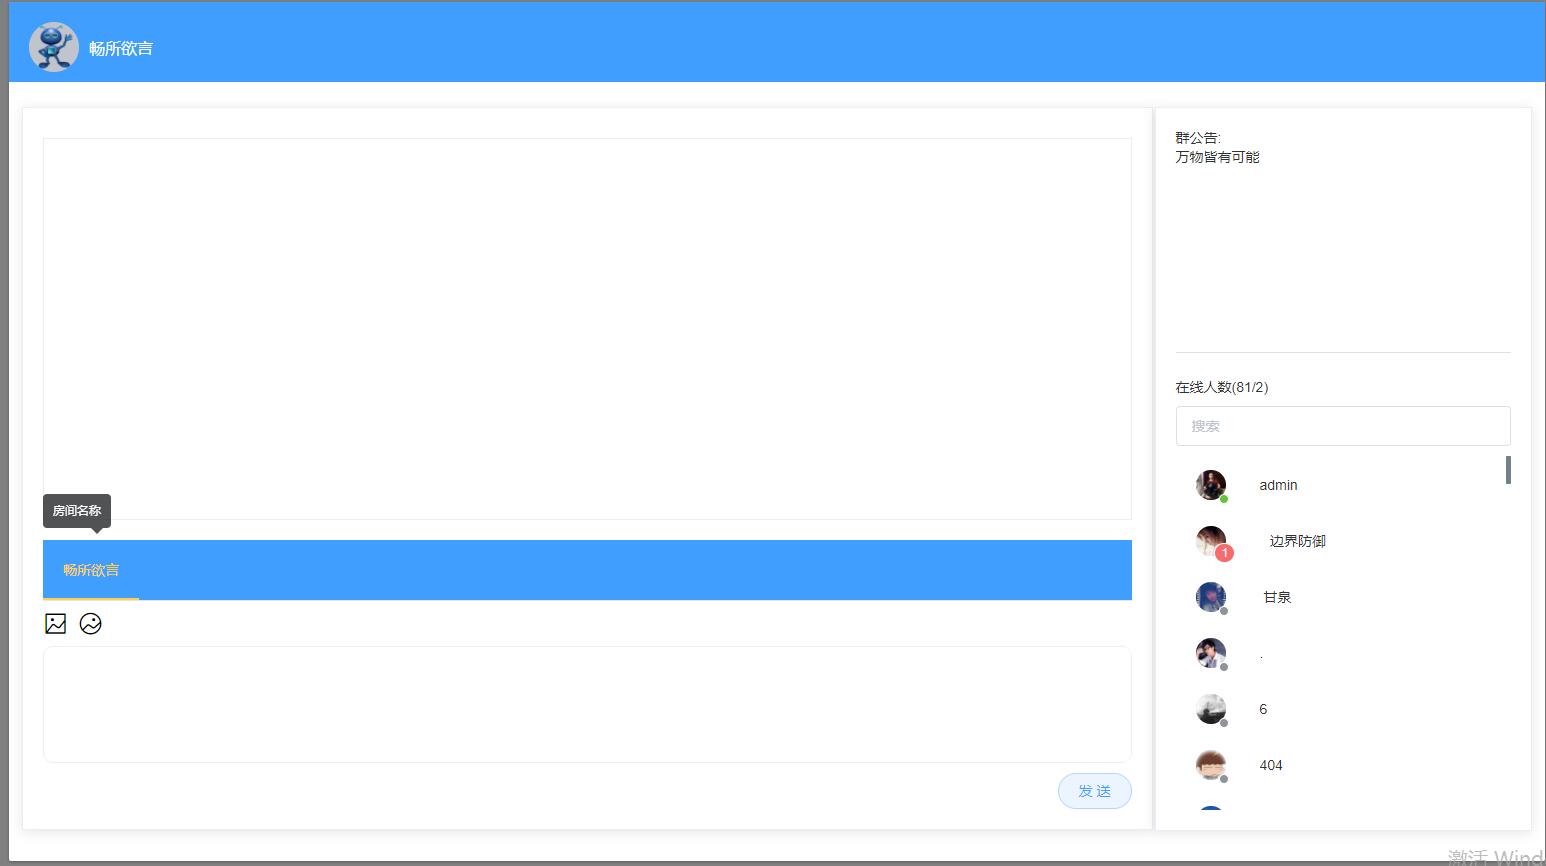 畅所欲言
群公告:
万物皆有可能
在线人数(81/2)
搜索
admin
1
边界防御
甘泉
.
6
404
房间名称
畅所欲言
发 送
激活 Wind